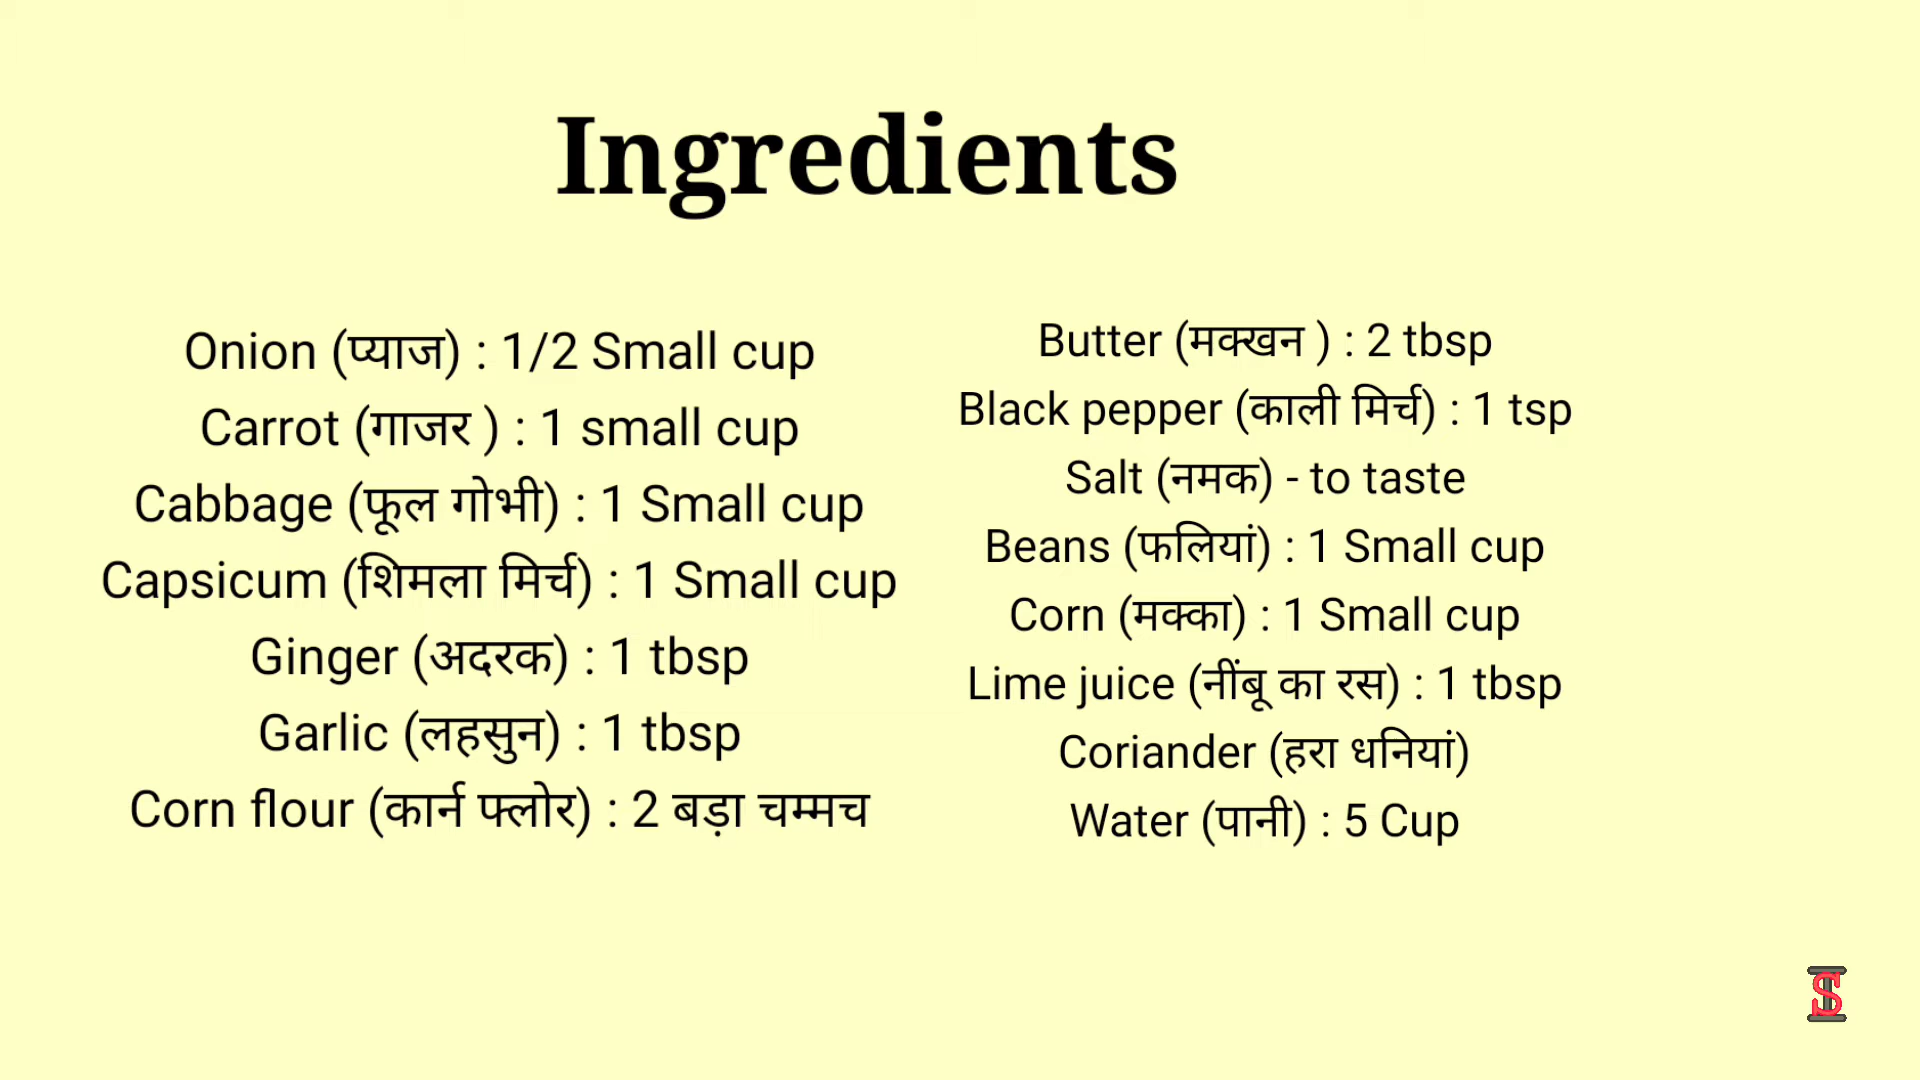 Ingredients
Onion (प्याज) : 1/2 Small cup
Carrot (गाजर ) : 1 small cup
Cabbage (फूल गोभी) : 1 Small cup
Capsicum (शिमला मिर्च) : 1 Small cup
Ginger (अदरक) : 1 tbsp
Garlic (लहसुन) : 1 tbsp
Corn flour (कार्न फ्लोर) : 2 बड़ा चम्मच
Butter (मक्खन ) : 2 tbsp
Black pepper (काली मिर्च) : 1 tsp
Salt (नमक) - to taste
Beans (फलियां) : 1 Small cup
Corn (मक्का) : 1 Small cup
Lime juice (नींबू का रस) : 1 tbsp
Coriander (हरा धनियां)
Water (पानी) : 5 Cup